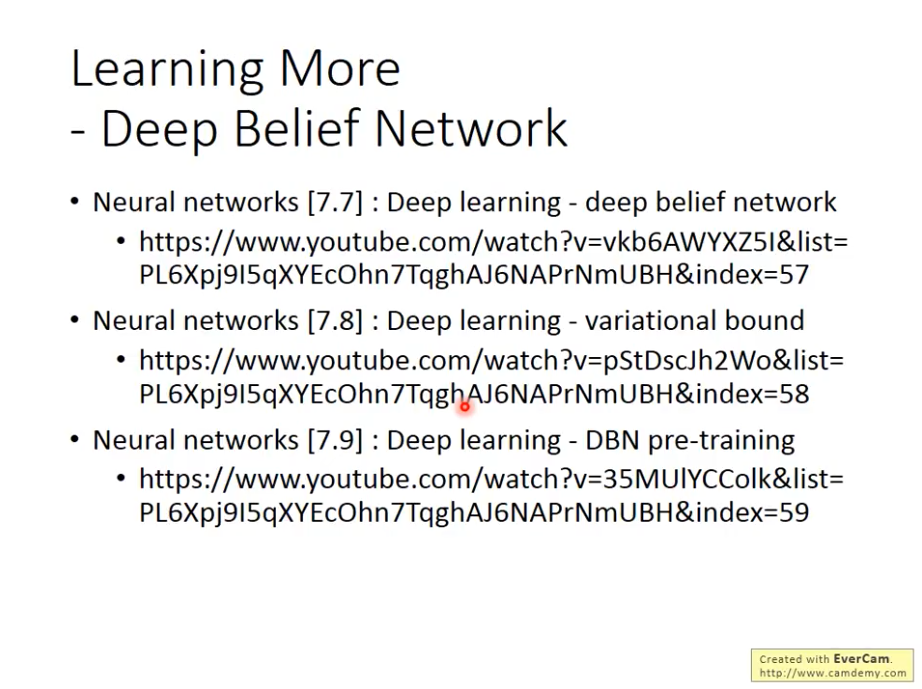 Learning More
- Deep Belief Network
• Neural networks [7.7] : Deep learning - deep belief network
• https://www.youtube.com/watch?v=vkb6AWYXZ5I&list=
PL6Xpj9I5qXYEcOhn7TqghAJ6NAPrNmUBH&index=57
• Neural networks [7.8] : Deep learning - variational bound
• https://www.youtube.com/watch?v=pStDscJh2Wo&list=
PL6Xpj9I5qXYEcOhn7TqghAJ6NAPrNmUBH&index=58
• Neural networks [7.9] : Deep learning - DBN pre-training
• https://www.youtube.com/watch?v=35MUlYCColk&list=
PL6Xpj9I5qXYEcOhn7TqghAJ6NAPrNmUBH&index=59
Created with EverCam.
http://www.camdemy.com